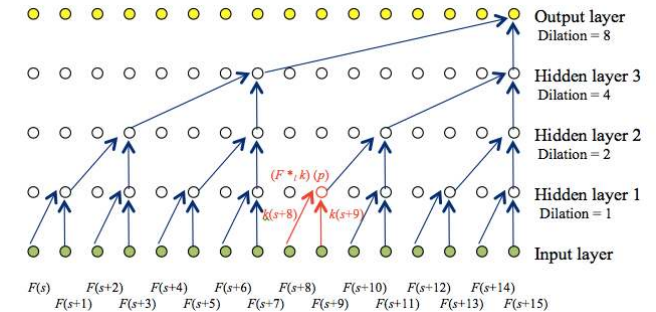 Output layer
Dilation = 8
Hidden layer 3
Dilation = 4
Hidden layer 2
Dilation = 2
(F *ₗ k) (p)
Hidden layer 1
Dilation = 1
k(s+8)
k(s+9)
Input layer
F(s) F(s+2) F(s+4) F(s+6) F(s+8) F(s+10) F(s+12) F(s+14)
F(s+1) F(s+3) F(s+5) F(s+7) F(s+9) F(s+11) F(s+13) F(s+15)